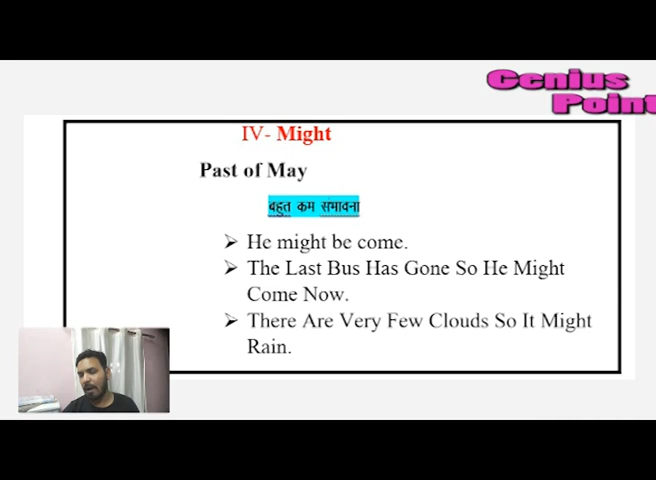 Genius
Point
IV- Might
Past of May
बहुत कम संभावना
➢ He might be come.
➢ The Last Bus Has Gone So He Might
Come Now.
➢ There Are Very Few Clouds So It Might
Rain.